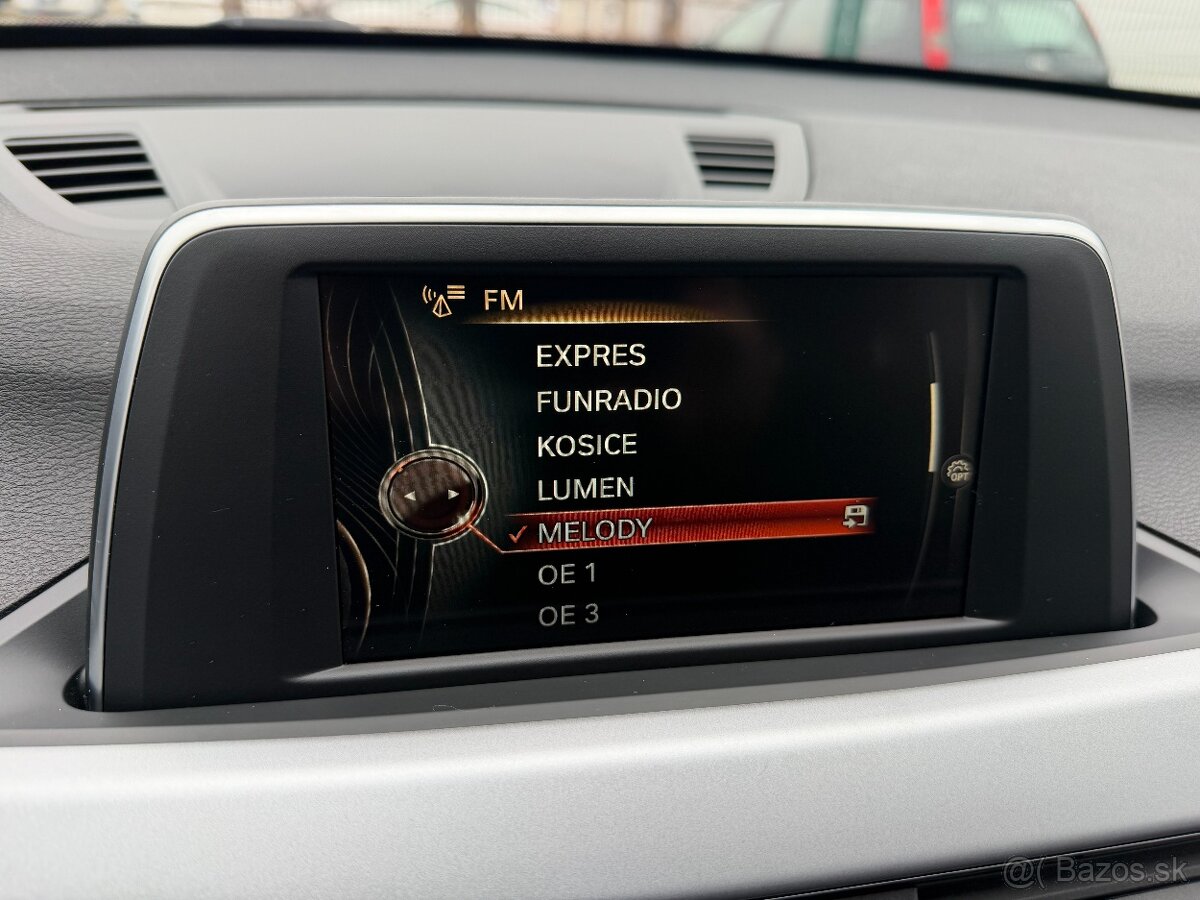 FM
EXPRES
FUNRADIO
KOSICE
LUMEN
MELODY
OE 1
OE 3
OPT
@( Bazos.sk